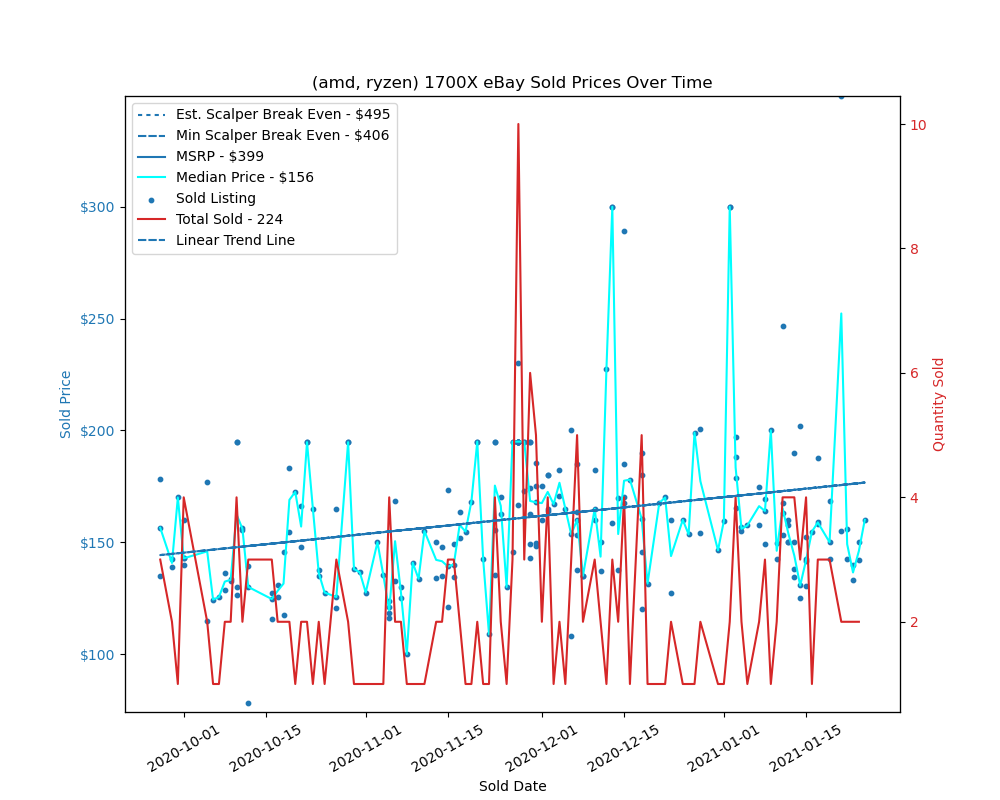 (amd, ryzen) 1700X eBay Sold Prices Over Time
Est. Scalper Break Even - $495
Min Scalper Break Even - $406
MSRP - $399
Median Price - $156
Sold Listing
Total Sold - 224
Linear Trend Line
$300
$250
$200
$150
$100
Sold Price
10
8
6
4
2
Quantity Sold
2020-10-01
2020-10-15
2020-11-01
2020-11-15
2020-12-01
2020-12-15
2021-01-01
2021-01-15
Sold Date